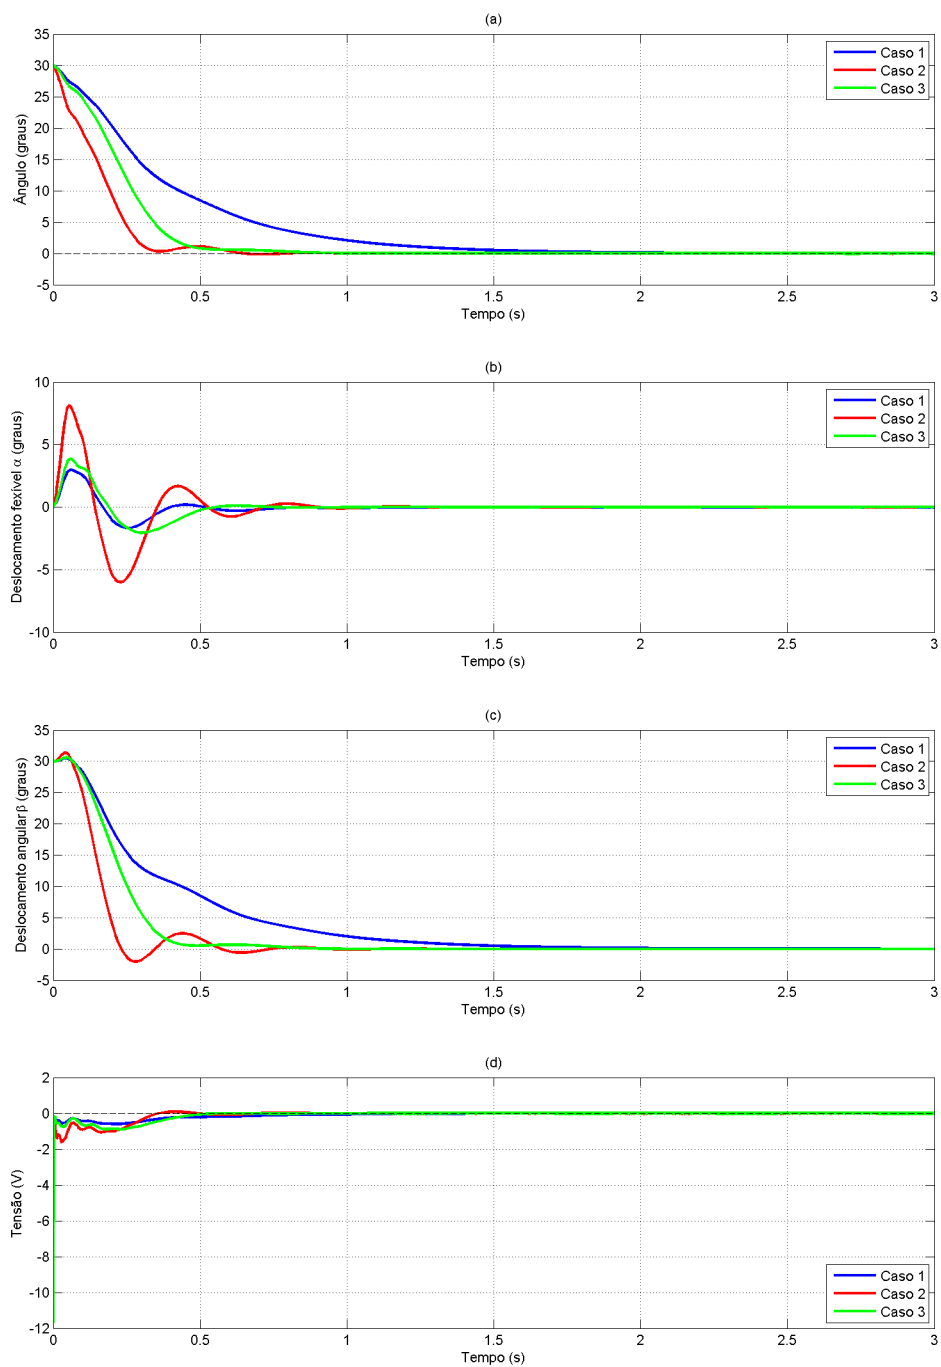 (a)
35
30
25
20
15
10
5
0
-5
Ângulo (graus)
Caso 1
Caso 2
Caso 3
0 0.5 1 1.5 2 2.5 3
Tempo (s)
(b)
10
5
0
-5
-10
Deslocamento fexível α (graus)
Caso 1
Caso 2
Caso 3
0 0.5 1 1.5 2 2.5 3
Tempo (s)
(c)
35
30
25
20
15
10
5
0
-5
Deslocamento angular β (graus)
Caso 1
Caso 2
Caso 3
0 0.5 1 1.5 2 2.5 3
Tempo (s)
(d)
2
0
-2
-4
-6
-8
-10
-12
Tensão (V)
Caso 1
Caso 2
Caso 3
0 0.5 1 1.5 2 2.5 3
Tempo (s)